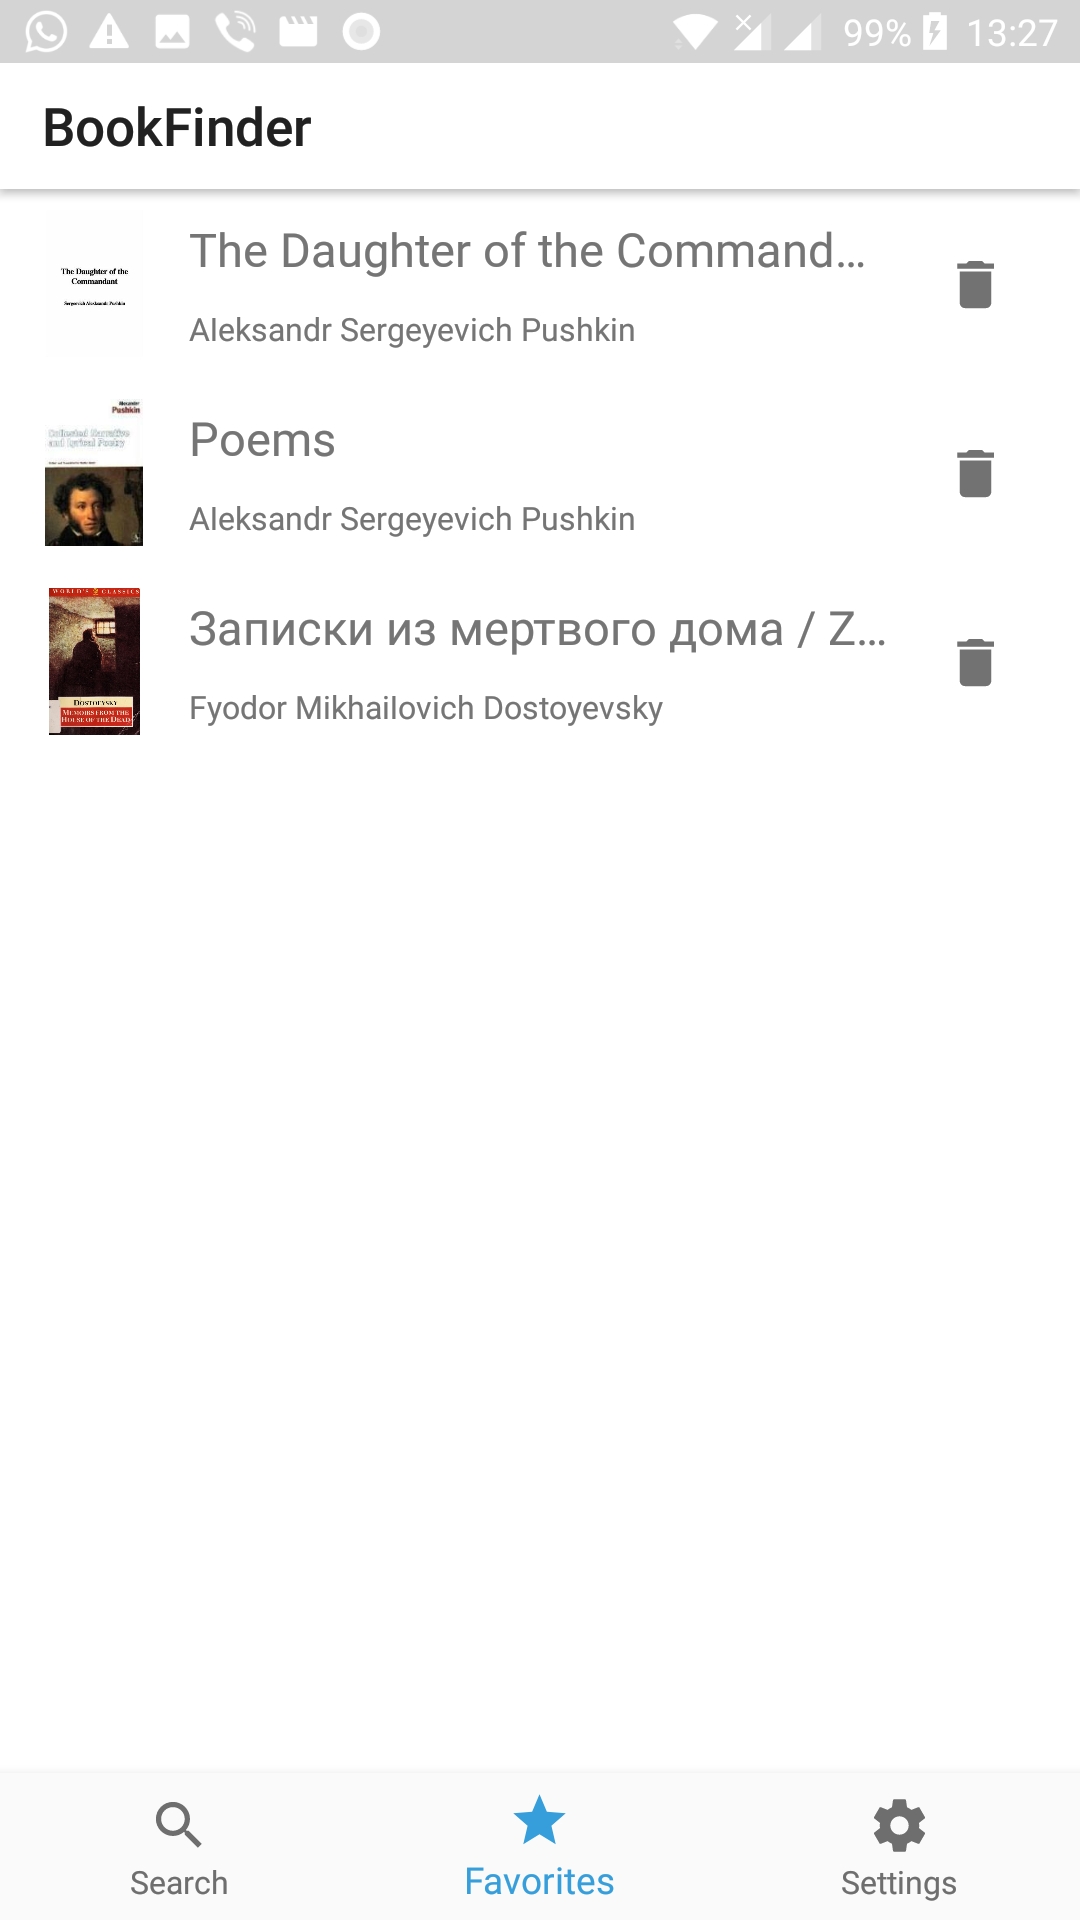 99% 13:27
BookFinder
The Daughter of the
Commandant
Sergeevich Aleksandr Pushkin
The Daughter of the Command…
Aleksandr Sergeyevich Pushkin
Alexander
Pushkin
Collected Narrative
and Lyrical Poetry
Poems
Aleksandr Sergeyevich Pushkin
WORLD'S CLASSICS
DOSTOEVSKY
MEMOIRS FROM THE
HOUSE OF THE DEAD
Записки из мертвого дома / Z…
Fyodor Mikhailovich Dostoyevsky
Search
Favorites
Settings